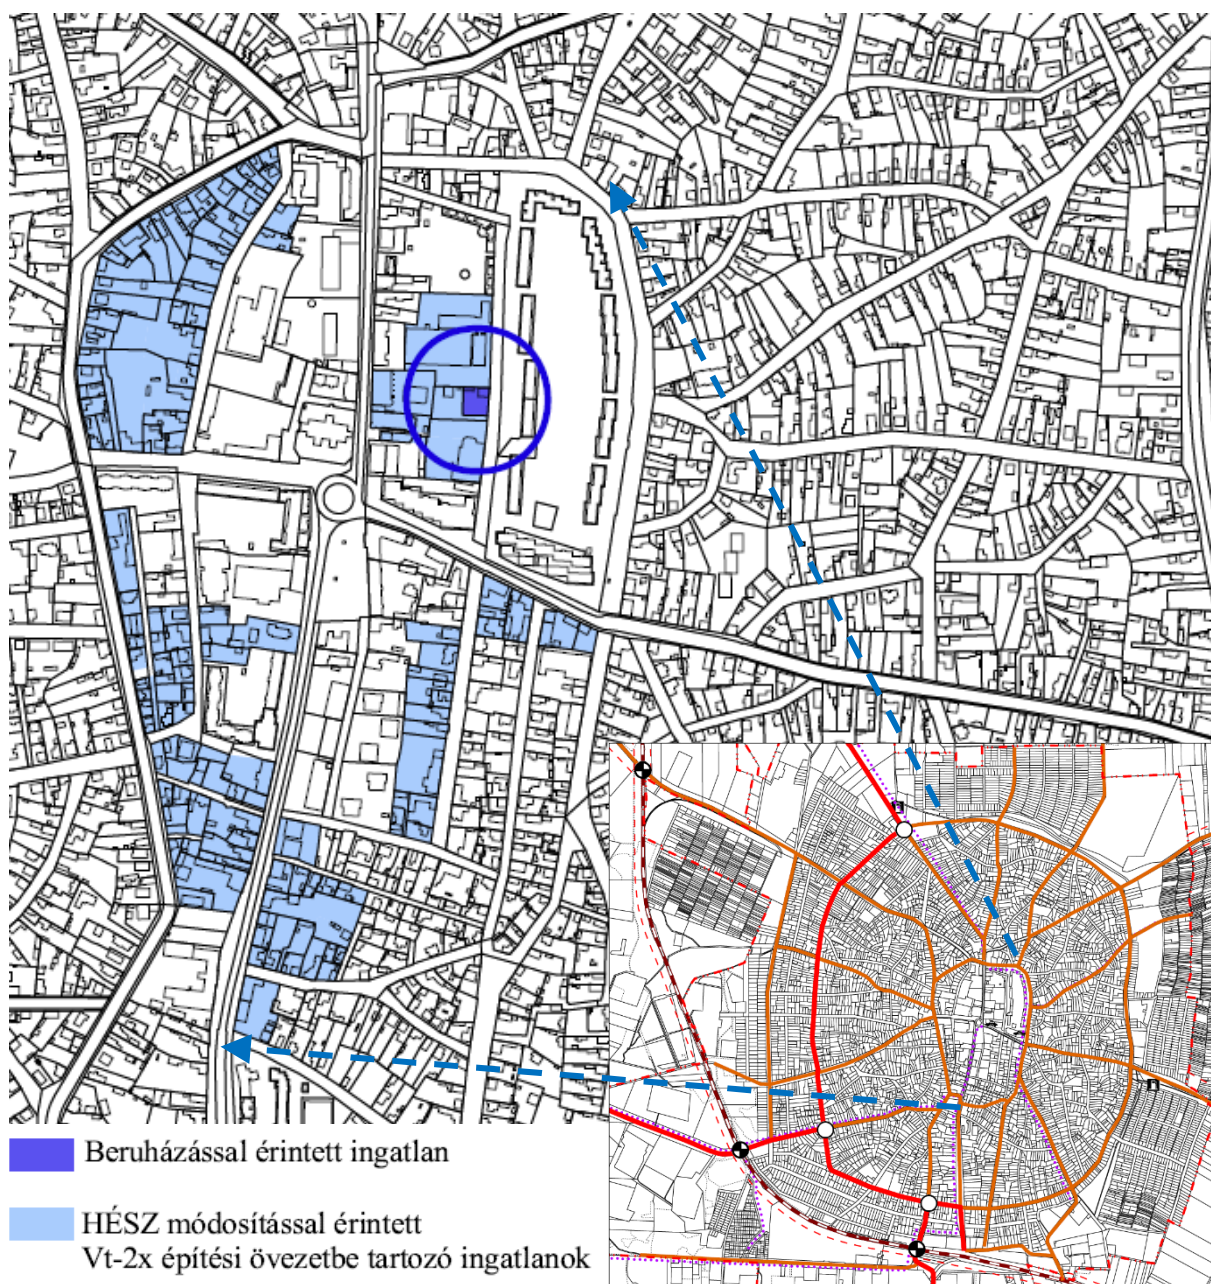 Beruházással érintett ingatlan
HÉSZ módosítással érintett
Vt-2x építési övezetbe tartozó ingatlanok